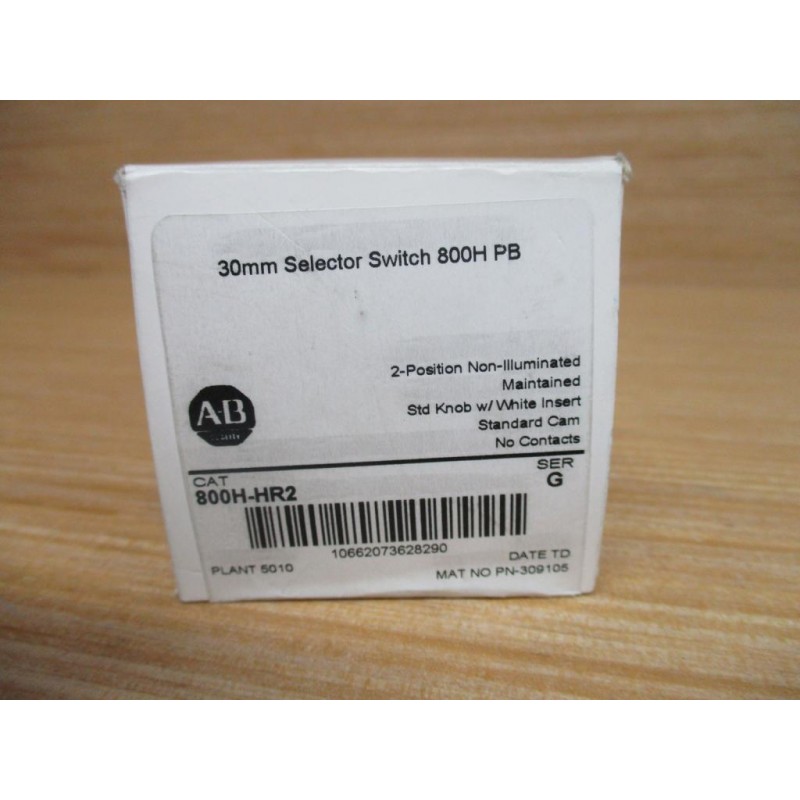 30mm Selector Switch 800H PB
2-Position Non-Illuminated
Maintained
Std Knob w/ White Insert
Standard Cam
No Contacts
A-B
CAT
800H-HR2
SER
G
10662073628290
PLANT 5010
DATE TD
MAT NO PN-309105